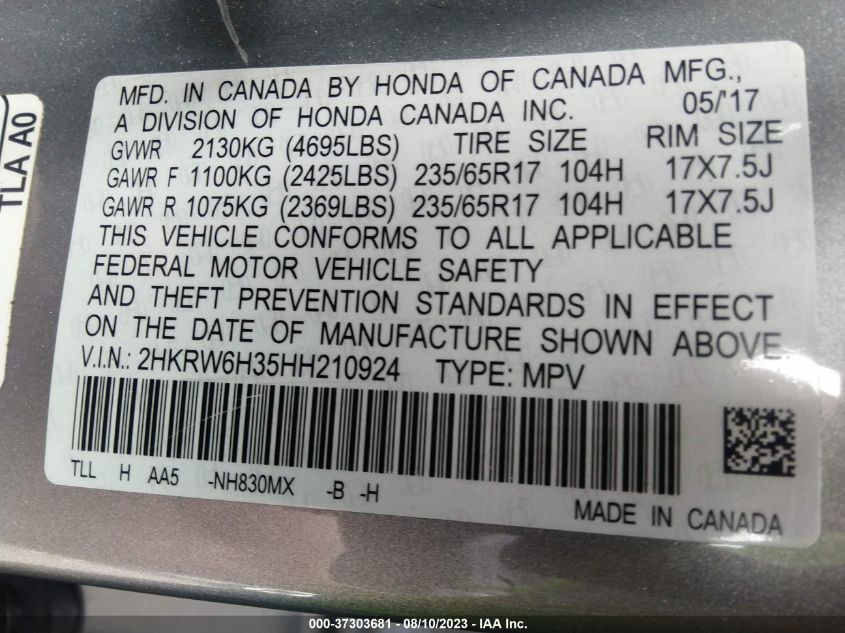 MFD. IN CANADA BY HONDA OF CANADA MFG.,
A DIVISION OF HONDA CANADA INC. 05/'17
GVWR 2130KG (4695LBS) TIRE SIZE RIM SIZE
GAWR F 1100KG (2425LBS) 235/65R17 104H 17X7.5J
GAWR R 1075KG (2369LBS) 235/65R17 104H 17X7.5J
THIS VEHICLE CONFORMS TO ALL APPLICABLE
FEDERAL MOTOR VEHICLE SAFETY
AND THEFT PREVENTION STANDARDS IN EFFECT
ON THE DATE OF MANUFACTURE SHOWN ABOVE.
V.I.N.: 2HKRW6H35HH210924 TYPE: MPV
TLL H AA5 -NH830MX -B -H
MADE IN CANADA
TLA A0
000-37303681 - 08/10/2023 - IAA Inc.